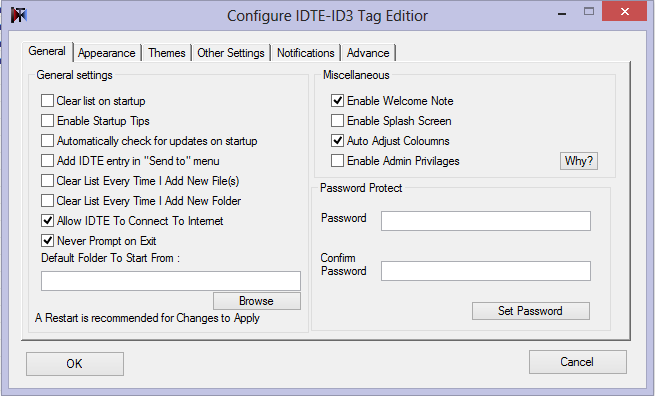 Configure IDTE-ID3 Tag Editior
General
Appearance
Themes
Other Settings
Notifications
Advance
General settings
Clear list on startup
Enable Startup Tips
Automatically check for updates on startup
Add IDTE entry in "Send to" menu
Clear List Every Time I Add New File(s)
Clear List Every Time I Add New Folder
Allow IDTE To Connect To Internet
Never Prompt on Exit
Default Folder To Start From :
Browse
A Restart is recommended for Changes to Apply
Miscellaneous
Enable Welcome Note
Enable Splash Screen
Auto Adjust Coloumns
Enable Admin Privilages
Why?
Password Protect
Password
Confirm
Password
Set Password
OK
Cancel